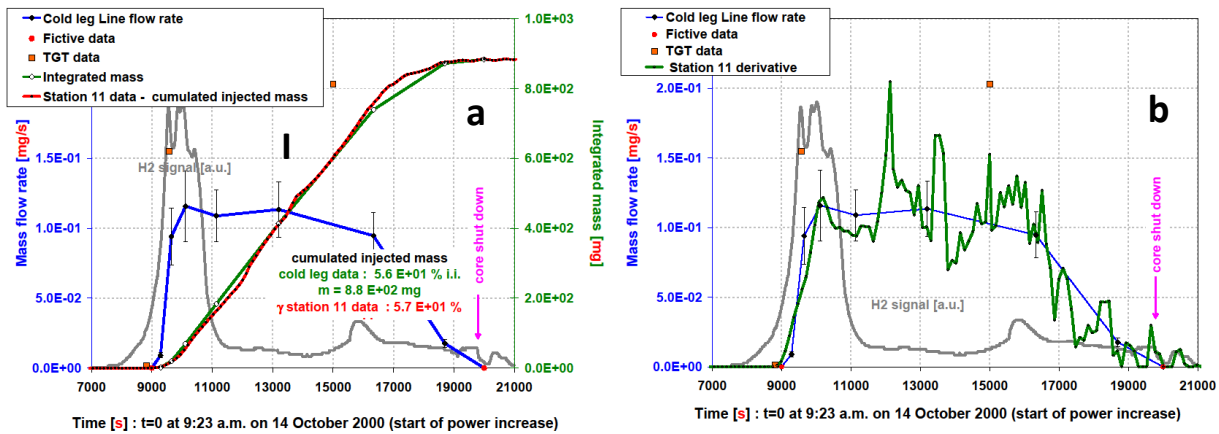 Cold leg Line flow rate
Fictive data
TGT data
Integrated mass
Station 11 data - cumulated injected mass
1.0E+03
8.0E+02
6.0E+02
4.0E+02
2.0E+02
0.0E+00
Integrated mass [mg]
Mass flow rate [mg/s]
1.5E-01
1.0E-01
5.0E-02
0.0E+00
H2 signal [a.u.]
I
a
cumulated injected mass
cold leg data : 5.6 E+01 % i.i.
m = 8.8 E+02 mg
γ station 11 data : 5.7 E+01 %
core shut down
7000 9000 11000 13000 15000 17000 19000 21000
Time [s] : t=0 at 9:23 a.m. on 14 October 2000 (start of power increase)
Cold leg Line flow rate
Fictive data
TGT data
Station 11 derivative
b
Mass flow rate [mg/s]
2.0E-01
1.5E-01
1.0E-01
5.0E-02
0.0E+00
H2 signal [a.u.]
core shut down
7000 9000 11000 13000 15000 17000 19000 21000
Time [s] : t=0 at 9:23 a.m. on 14 October 2000 (start of power increase)